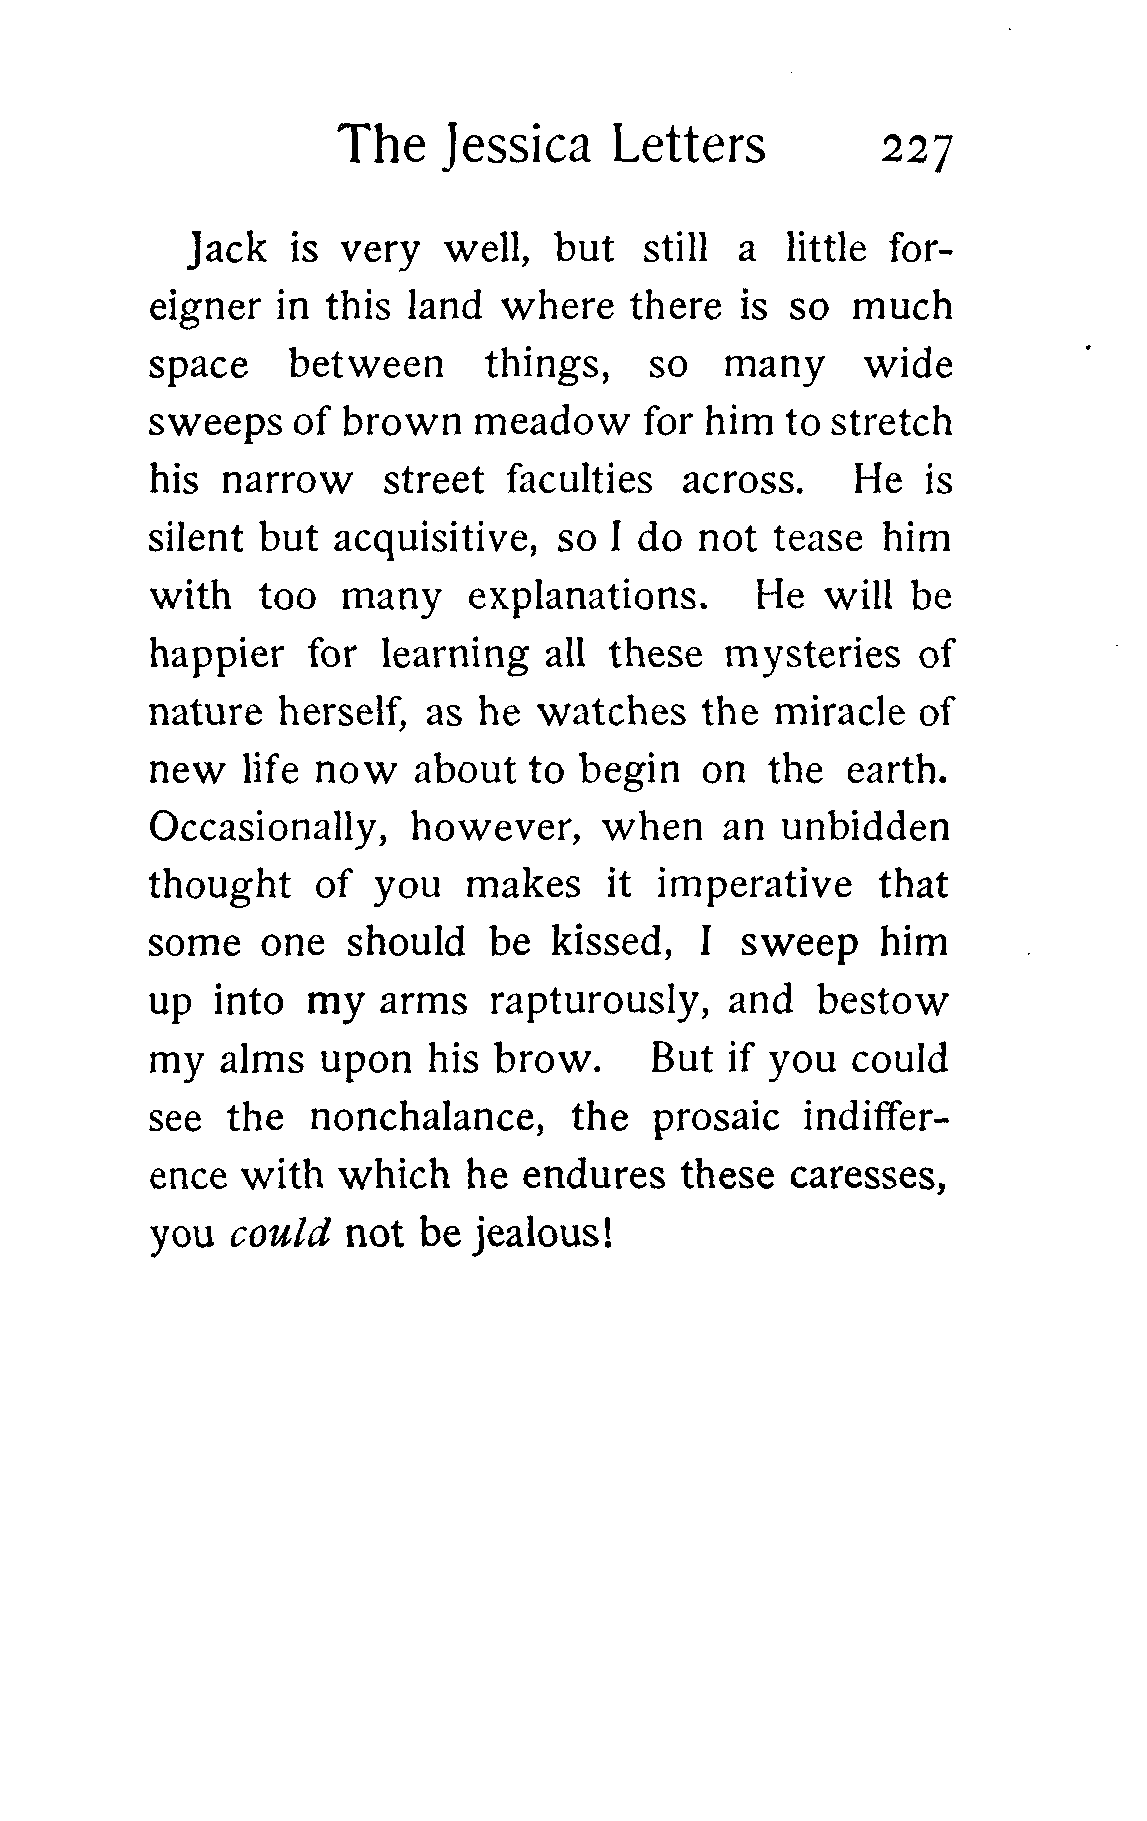 The Jessica Letters 227
Jack is very well, but still a little for-
eigner in this land where there is so much
space between things, so many wide
sweeps of brown meadow for him to stretch
his narrow street faculties across. He is
silent but acquisitive, so I do not tease him
with too many explanations. He will be
happier for learning all these mysteries of
nature herself, as he watches the miracle of
new life now about to begin on the earth.
Occasionally, however, when an unbidden
thought of you makes it imperative that
some one should be kissed, I sweep him
up into my arms rapturously, and bestow
my alms upon his brow. But if you could
see the nonchalance, the prosaic indiffer-
ence with which he endures these caresses,
you could not be jealous!